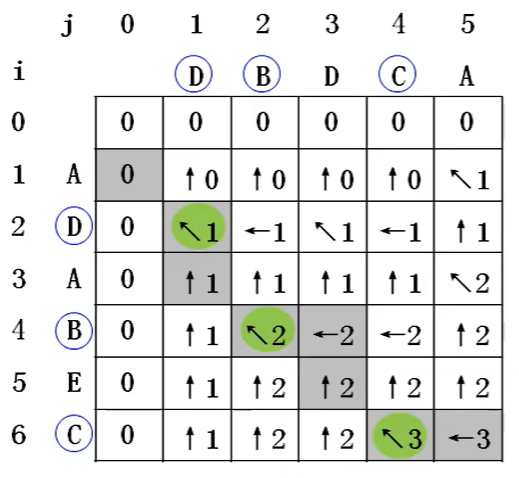 j 0 1 2 3 4 5
i D B D C A
0 0 0 0 0 0 0
1 A 0 ↑0 ↑0 ↑0 ↑0 ↖1
2 D 0 ↖1 ←1 ↖1 ←1 ↑1
3 A 0 ↑1 ↑1 ↑1 ↑1 ↖2
4 B 0 ↑1 ↖2 ←2 ←2 ↑2
5 E 0 ↑1 ↑2 ↑2 ↑2 ↑2
6 C 0 ↑1 ↑2 ↑2 ↖3 ←3